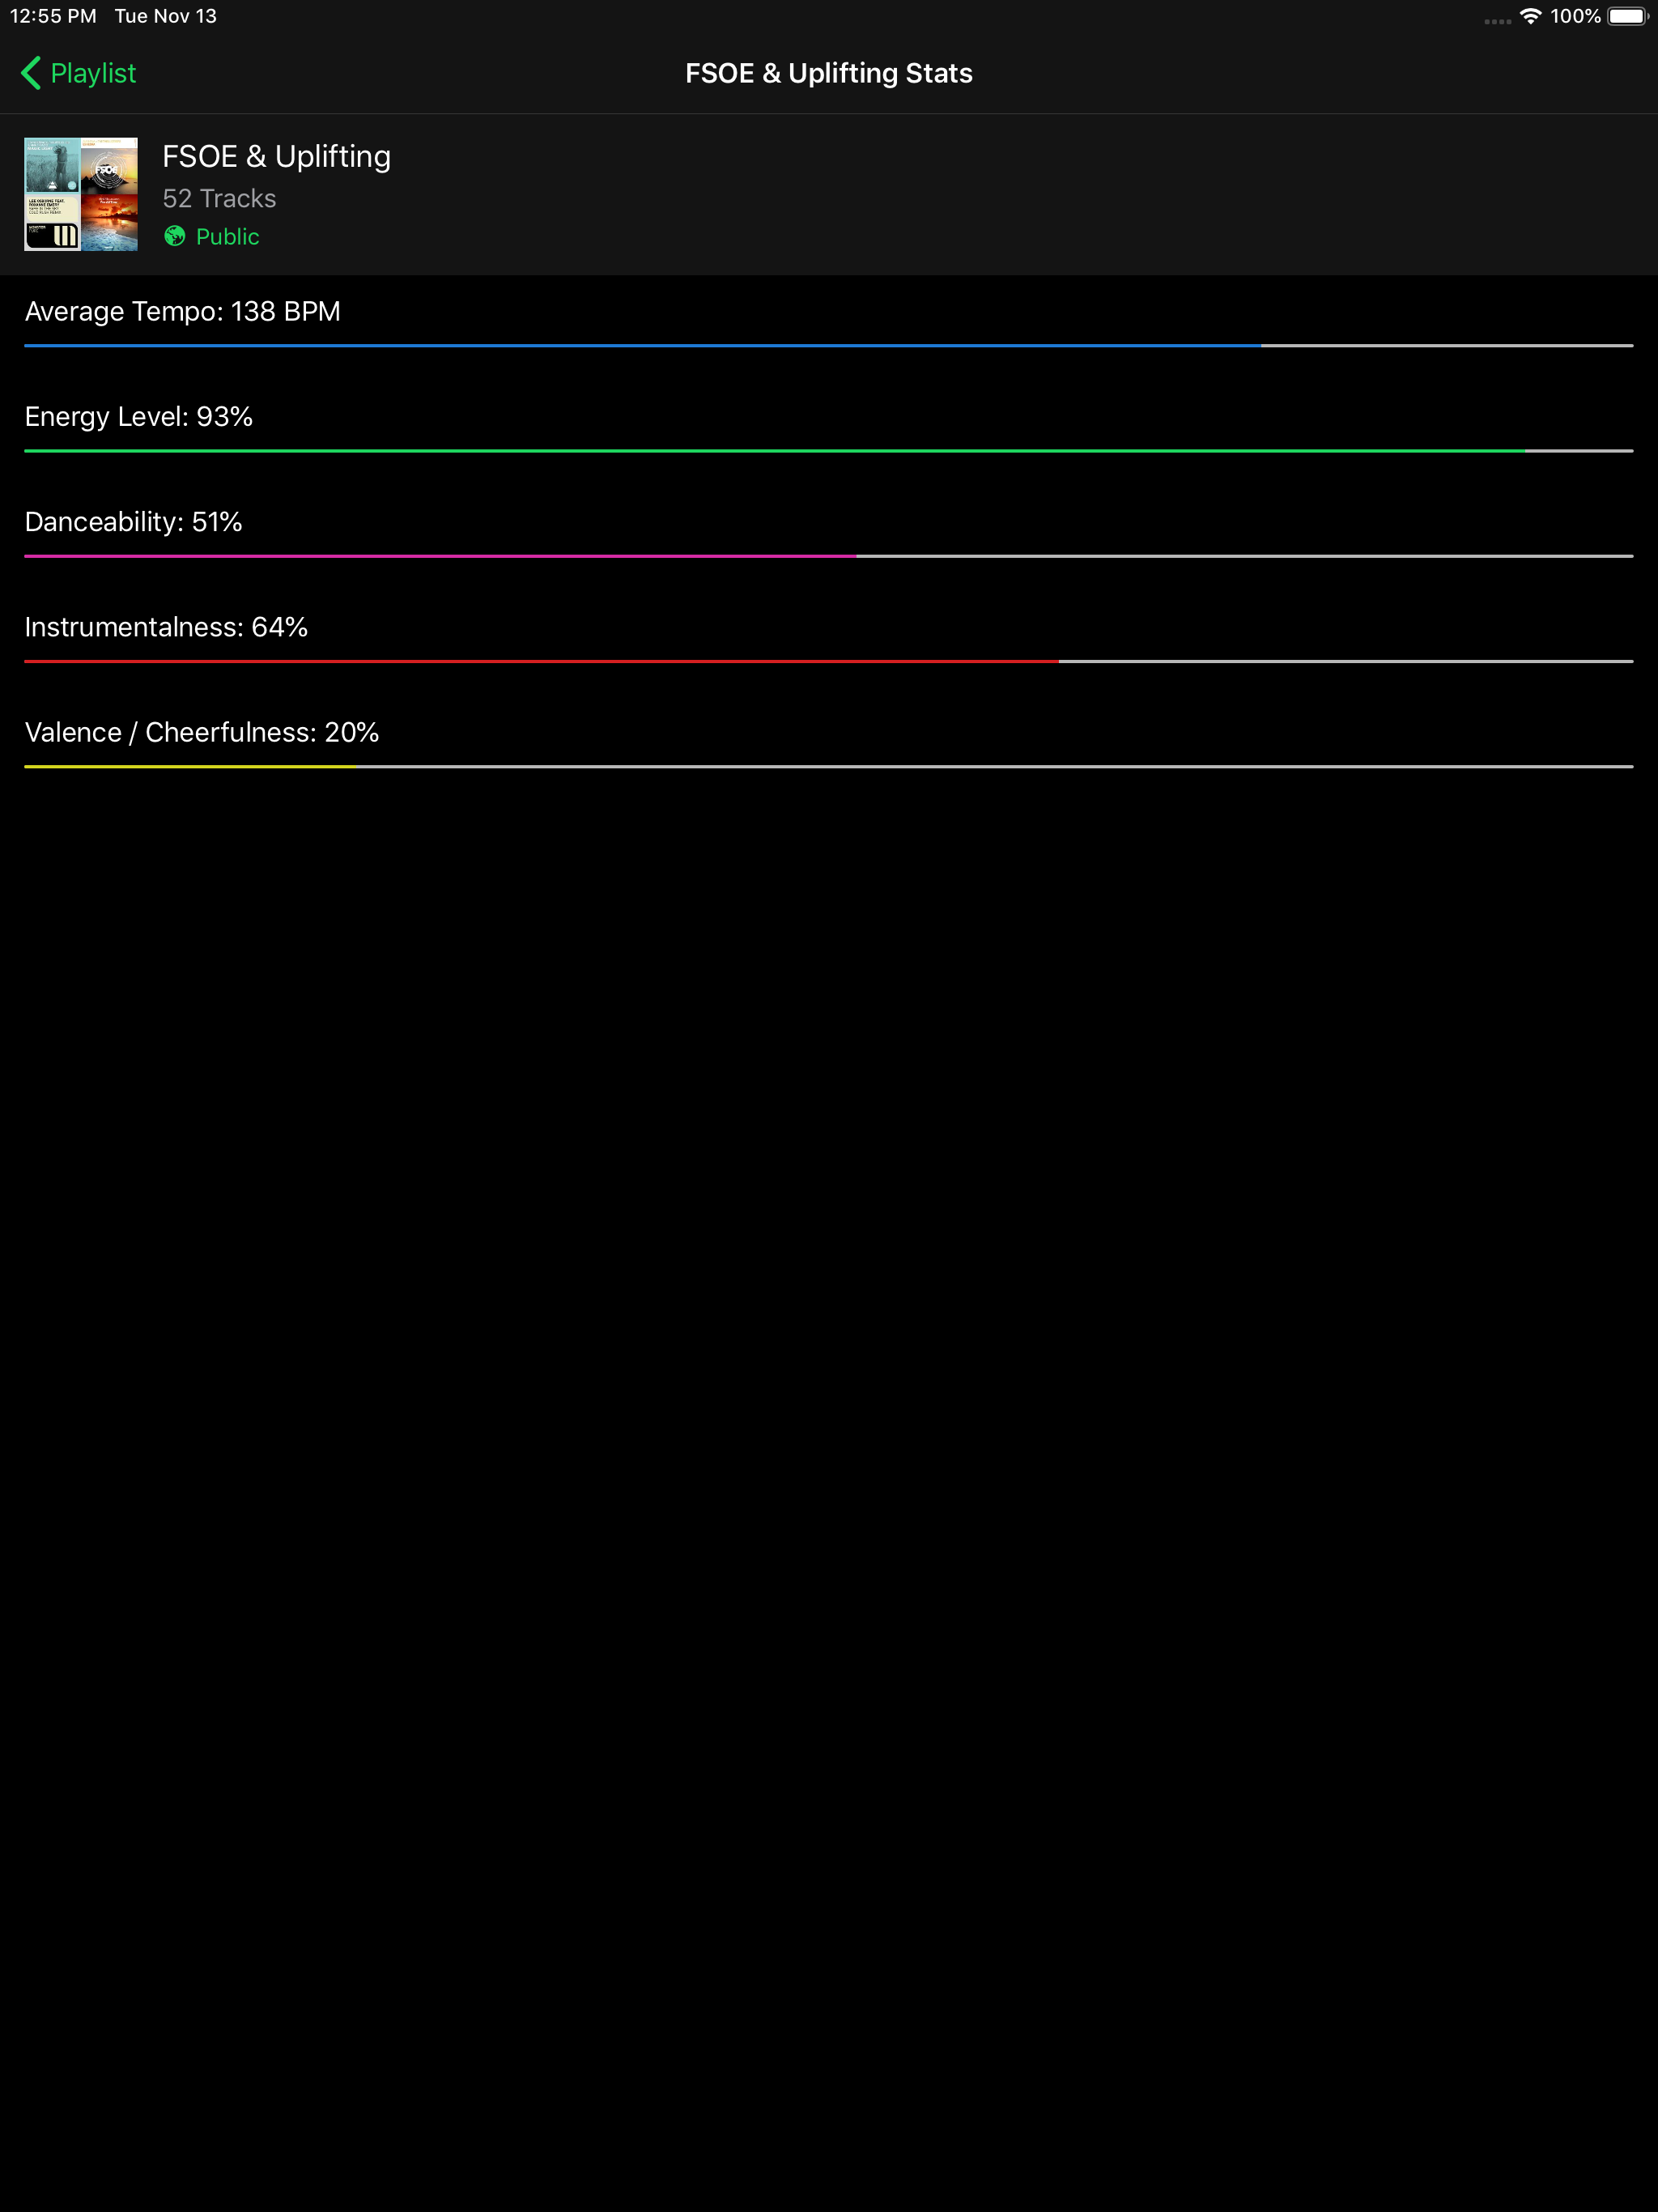 12:55 PM Tue Nov 13 100%
Playlist FSOE & Uplifting Stats
FSOE & Uplifting
52 Tracks
Public
FSOE
Average Tempo: 138 BPM
Energy Level: 93%
Danceability: 51%
Instrumentalness: 64%
Valence / Cheerfulness: 20%